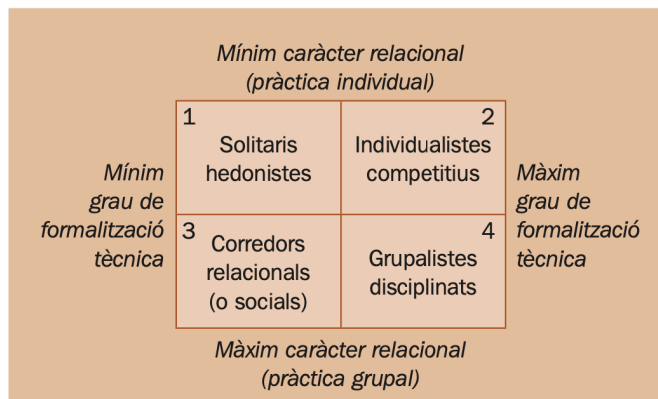 Mínim caràcter relacional
(pràctica individual)
Mínim
grau de
formalització
tècnica
1
Solitaris
hedonistes
2
Individualistes
competitius
Màxim
grau de
formalització
tècnica
3
Corredors
relacionals
(o socials)
4
Grupalistes
disciplinats
Màxim caràcter relacional
(pràctica grupal)